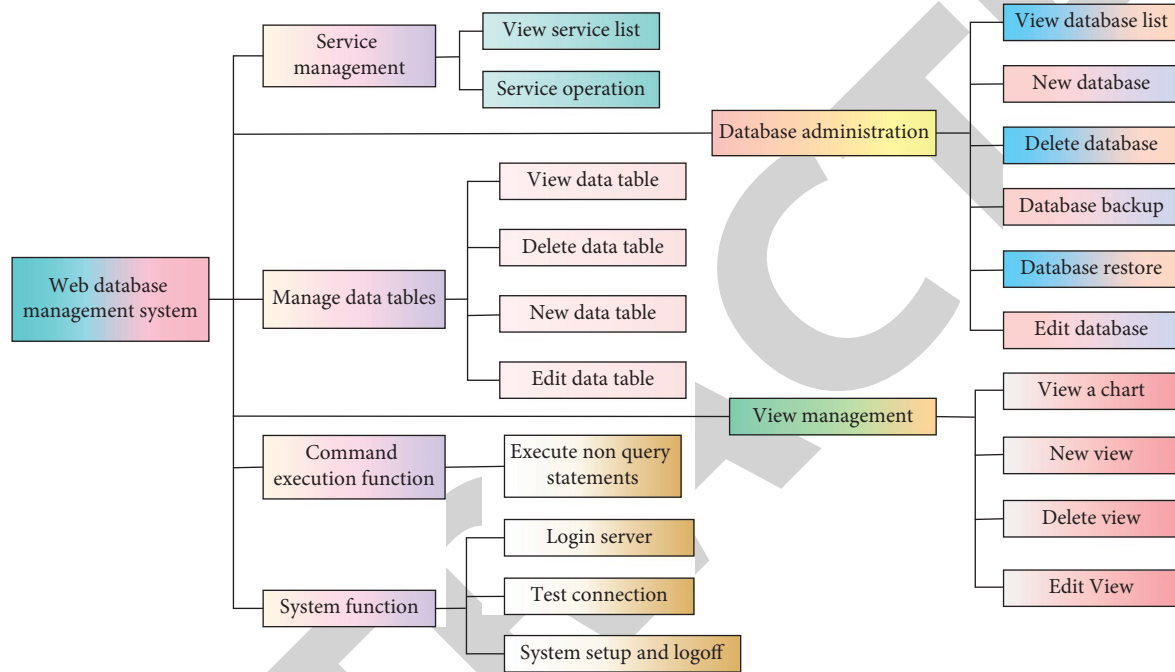 Service
management
View service list
Service operation
Database administration
View database list
New database
Delete database
Database backup
Database restore
Edit database
Web database
management system
Manage data tables
View data table
Delete data table
New data table
Edit data table
View management
View a chart
New view
Delete view
Edit View
Command
execution function
Execute non query
statements
System function
Login server
Test connection
System setup and logoff